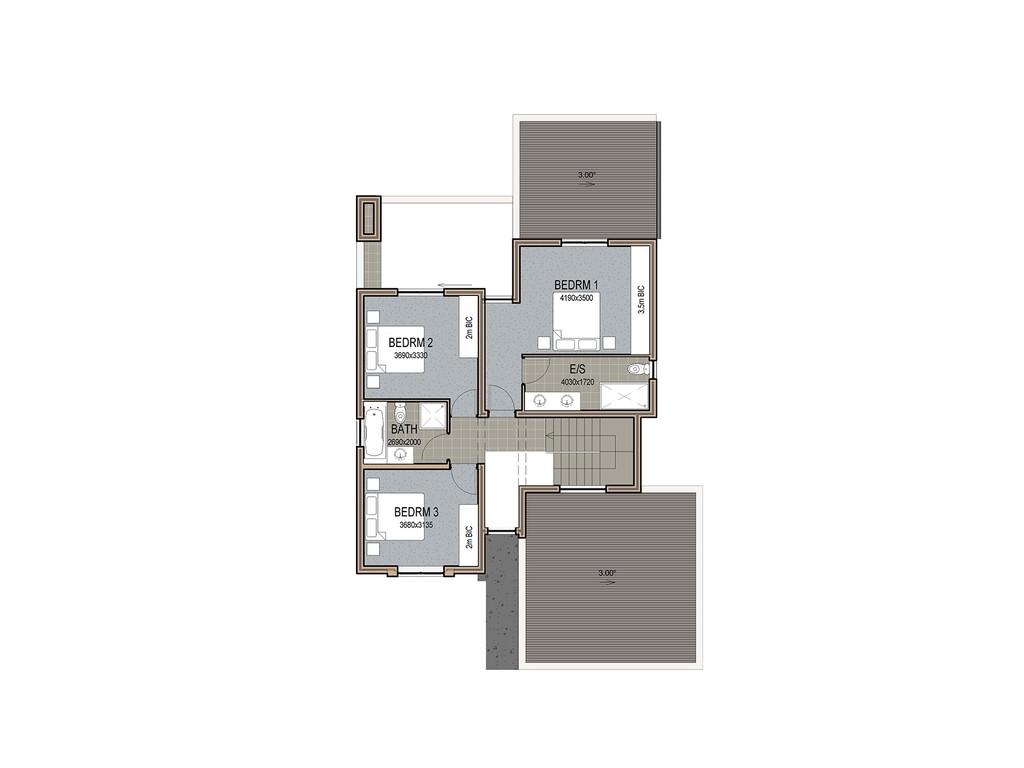 3.00°
BEDRM 1
4190x3500
3.5m BIC
BEDRM 2
3690x3330
2m BIC
E/S
4030x1720
BATH
2690x2000
BEDRM 3
3680x3135
2m BIC
3.00°